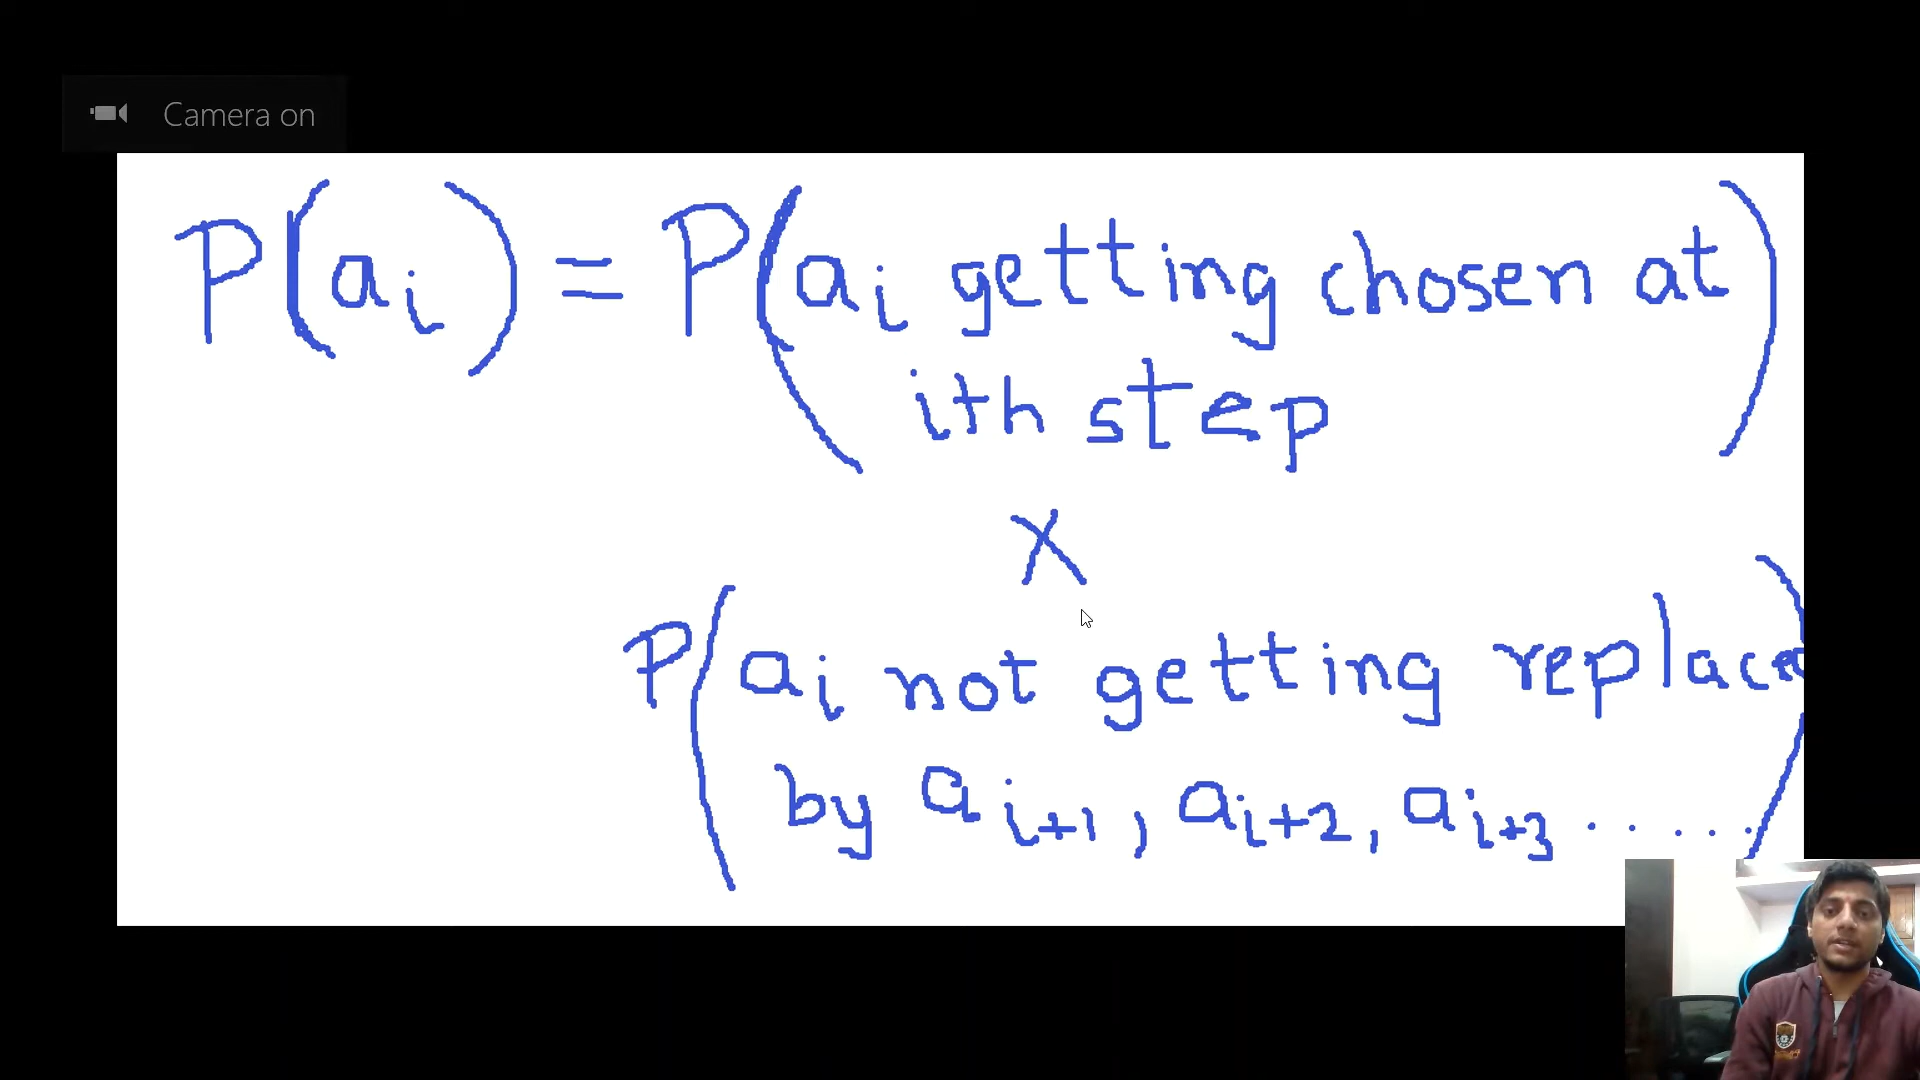 Camera on
P(ai) = P(ai getting chosen at
ith step)
X
P(ai not getting replace
by ai+1, ai+2, ai+3 .....)